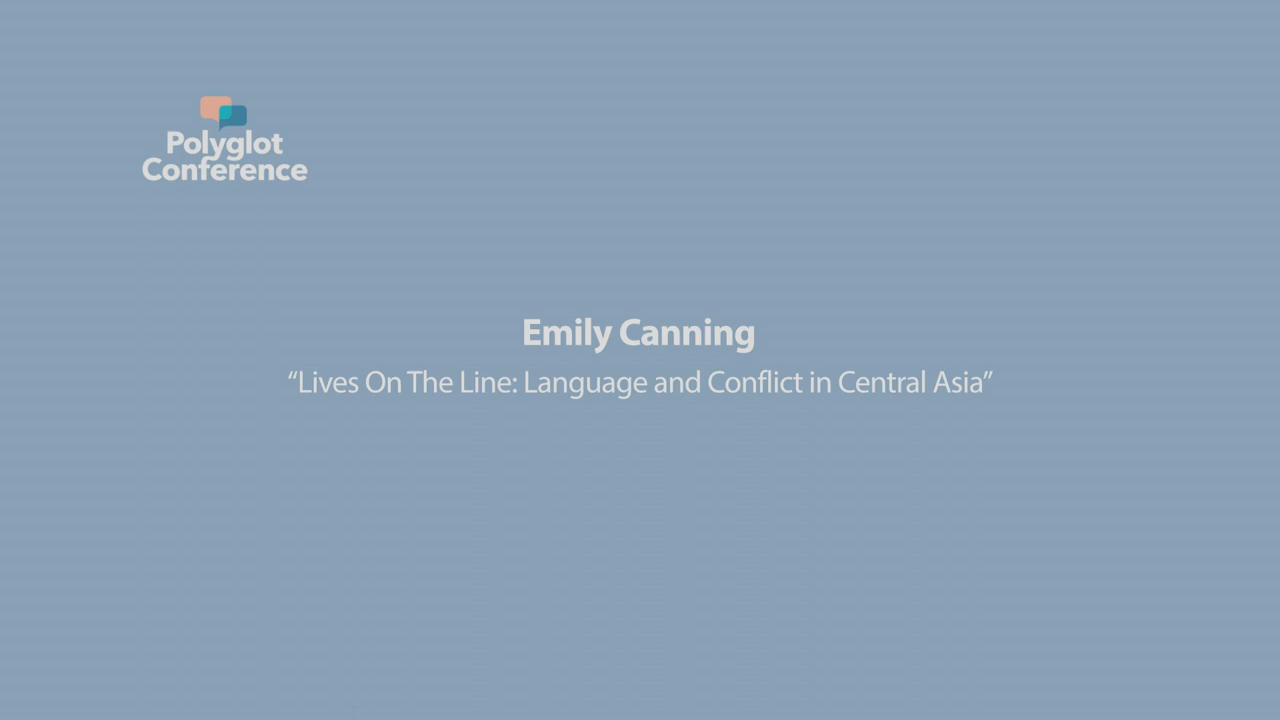 Polyglot
Conference
Emily Canning
“Lives On The Line: Language and Conflict in Central Asia”